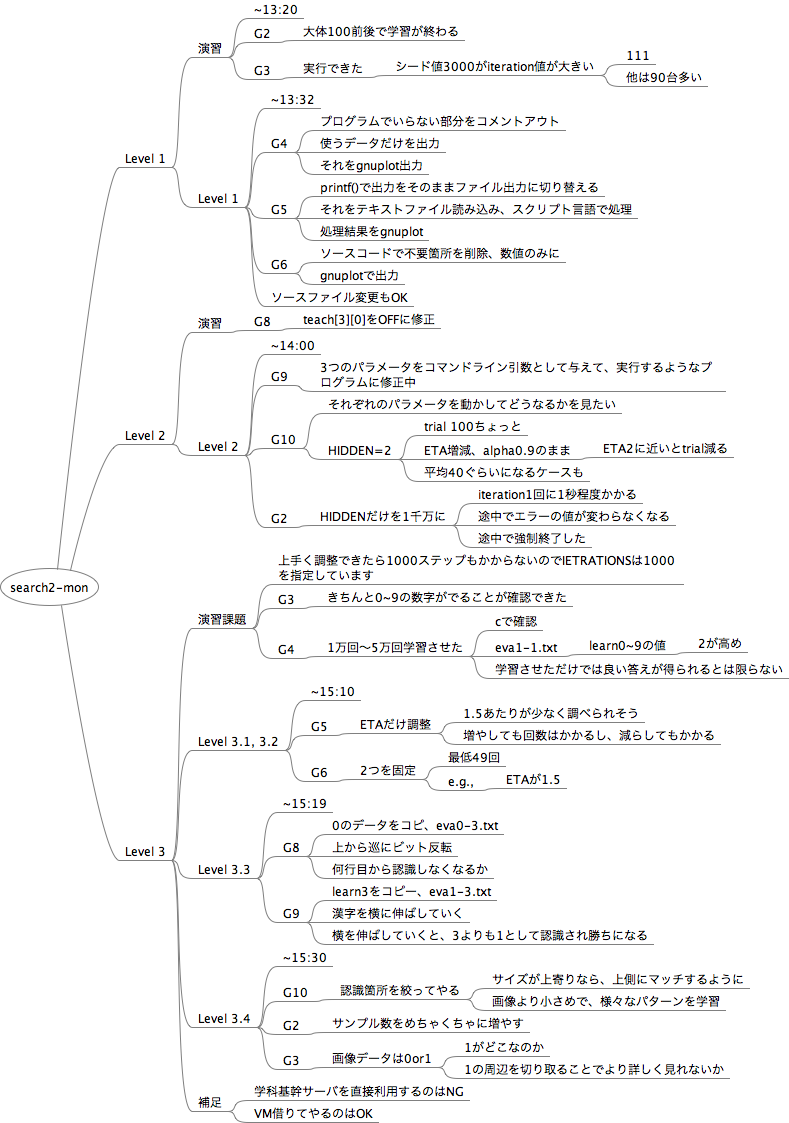 search2-mon
Level 1
演習
~13:20
G2
大体100前後で学習が終わる
G3
実行できた
シード値3000がiteration値が大きい
111
他は90台多い
Level 1
~13:32
G4
プログラムでいらない部分をコメントアウト
使うデータだけを出力
それをgnuplot出力
G5
printf()で出力をそのままファイル出力に切り替える
それをテキストファイル読み込み、スクリプト言語で処理
処理結果をgnuplot
G6
ソースコードで不要箇所を削除、数値のみに
gnuplotで出力
ソースファイル変更もOK
Level 2
演習
G8
teach[3][0]をOFFに修正
Level 2
~14:00
G9
3つのパラメータをコマンドライン引数として与えて、実行するようなプ
ログラムに修正中
G10
それぞれのパラメータを動かしてどうなるかを見たい
HIDDEN=2
trial 100ちょっと
ETA増減、alpha0.9のまま
ETA2に近いとtrial減る
平均40ぐらいになるケースも
G2
HIDDENだけを1千万に
iteration1回に1秒程度かかる
途中でエラーの値が変わらなくなる
途中で強制終了した
Level 3
演習課題
上手く調整できたら1000ステップもかからないのでIETRATIONSは1000
を指定しています
G3
きちんと0~9の数字がでることが確認できた
G4
1万回〜5万回学習させた
cで確認
eva1-1.txt
learn0~9の値
2が高め
学習させただけでは良い答えが得られるとは限らない
Level 3.1, 3.2
~15:10
G5
ETAだけ調整
1.5あたりが少なく調べられそう
増やしても回数はかかるし、減らしてもかかる
G6
2つを固定
最低49回
e.g.,
ETAが1.5
Level 3.3
~15:19
G8
0のデータをコピ、eva0-3.txt
上から巡にビット反転
何行目から認識しなくなるか
G9
learn3をコピー、eva1-3.txt
漢字を横に伸ばしていく
横を伸ばしていくと、3よりも1として認識され勝ちになる
Level 3.4
~15:30
G10
認識箇所を絞ってやる
サイズが上寄りなら、上側にマッチするように
画像より小さめで、様々なパターンを学習
G2
サンプル数をめちゃくちゃに増やす
G3
画像データは0or1
1がどこなのか
1の周辺を切り取ることでより詳しく見れないか
補足
学科基幹サーバを直接利用するのはNG
VM借りてやるのはOK